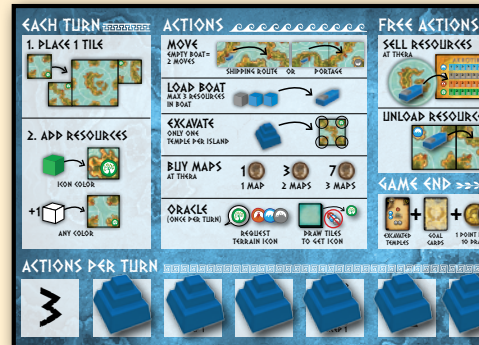 EACH TURN
1. PLACE 1 TILE
2. ADD RESOURCES
ICON COLOR
+1
ANY COLOR
ACTIONS
MOVE
EMPTY BOAT=
2 MOVES
SHIPPING ROUTE OR PORTAGE
LOAD BOAT
MAX 3 RESOURCES
IN BOAT
EXCAVATE
ONLY ONE
TEMPLE PER ISLAND
BUY MAPS
AT THERA
1 3 7
1 MAP 2 MAPS 3 MAPS
ORACLE
(ONCE PER TURN)
REQUEST
TERRAIN ICON
DRAW TILES
TO GET ICON
FREE ACTIONS
SELL RESOURCES
AT THERA
UNLOAD RESOURC
GAME END >>>
+ +
EXCAVATED
TEMPLES
GOAL
CARDS
1 POINT
10 DRA
ACTIONS PER TURN
3